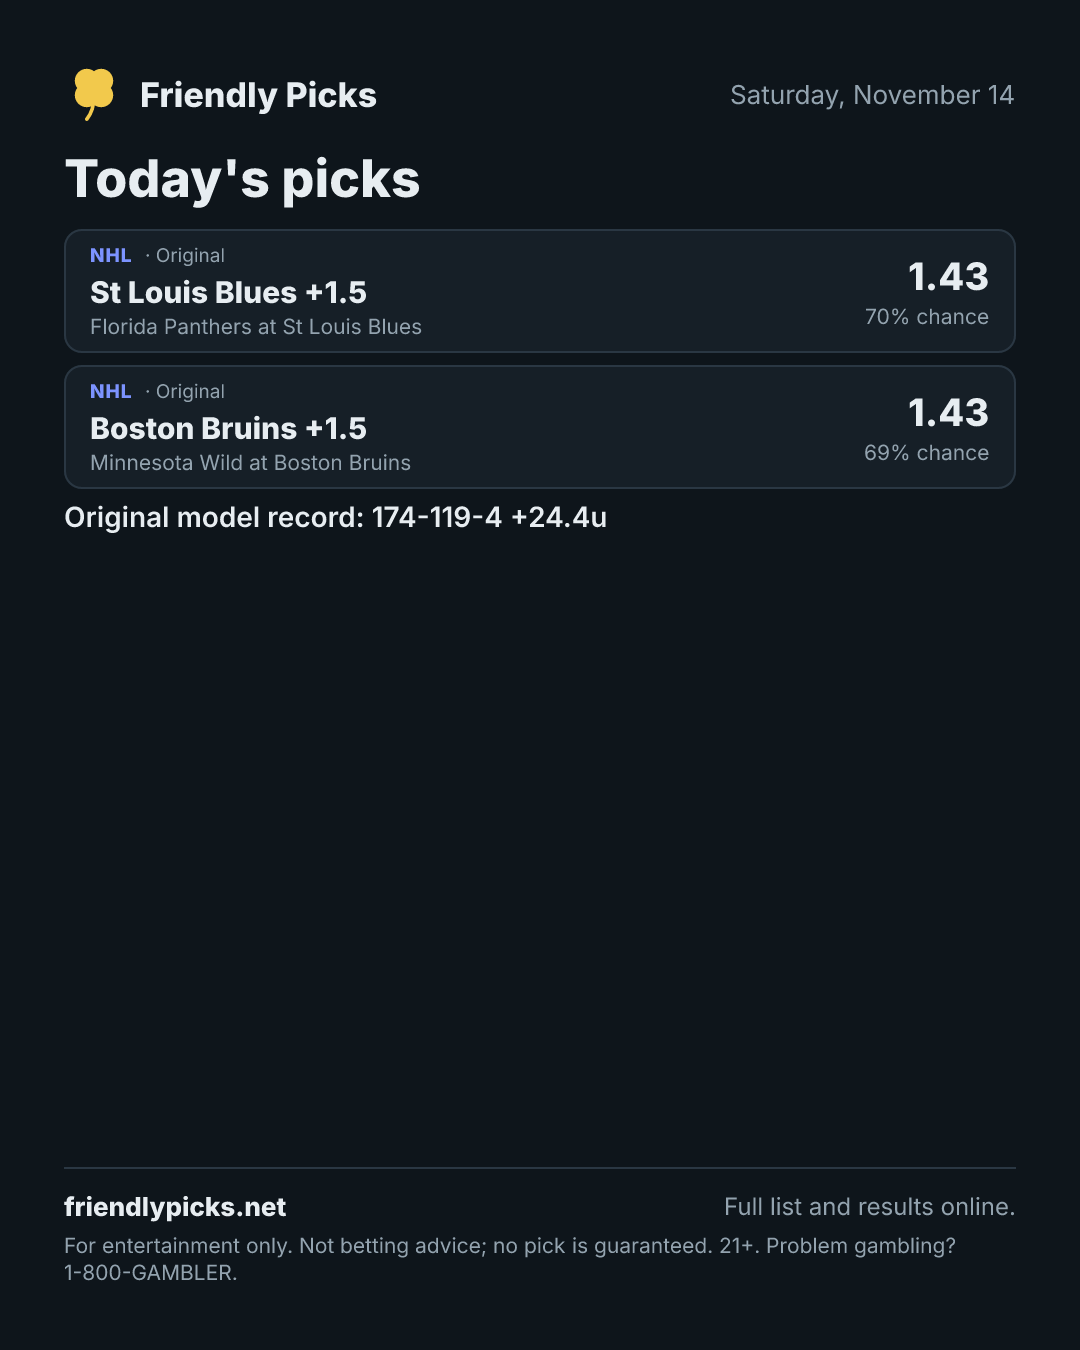 Friendly Picks
Saturday, November 14
Today's picks
NHL · Original
St Louis Blues +1.5
Florida Panthers at St Louis Blues
1.43
70% chance
NHL · Original
Boston Bruins +1.5
Minnesota Wild at Boston Bruins
1.43
69% chance
Original model record: 174-119-4 +24.4u
friendlypicks.net
Full list and results online.
For entertainment only. Not betting advice; no pick is guaranteed. 21+. Problem gambling?
1-800-GAMBLER.